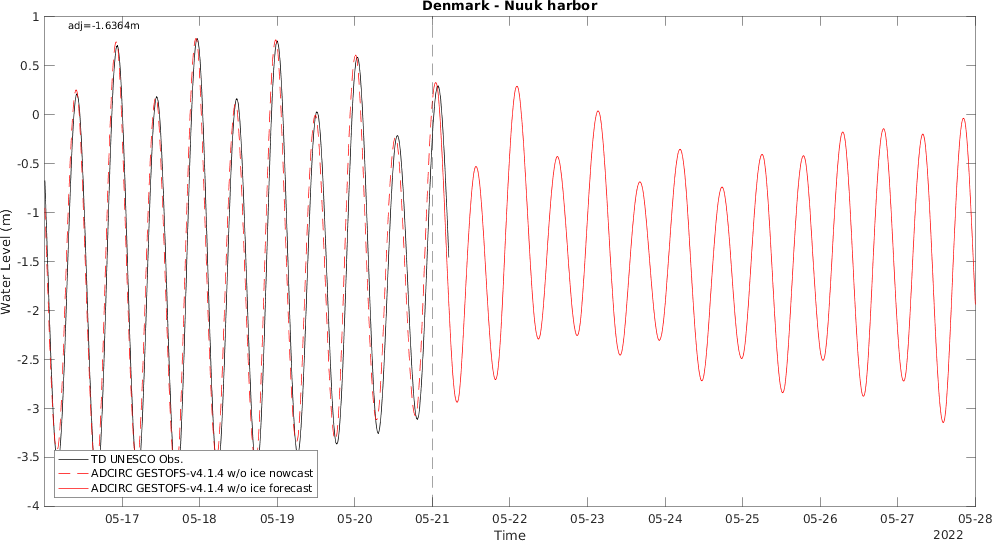 Denmark - Nuuk harbor
adj=-1.6364m
1
0.5
0
-0.5
-1
-1.5
-2
-2.5
-3
-3.5
-4
Water Level (m)
TD UNESCO Obs.
ADCIRC GESTOFS-v4.1.4 w/o ice nowcast
ADCIRC GESTOFS-v4.1.4 w/o ice forecast
05-17 05-18 05-19 05-20 05-21 05-22 05-23 05-24 05-25 05-26 05-27 05-28
Time
2022